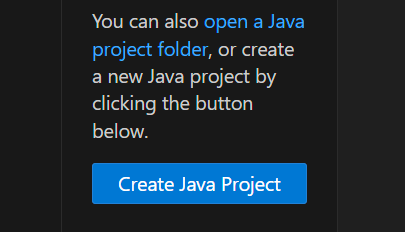 You can also open a Java
project folder, or create
a new Java project by
clicking the button
below.
Create Java Project